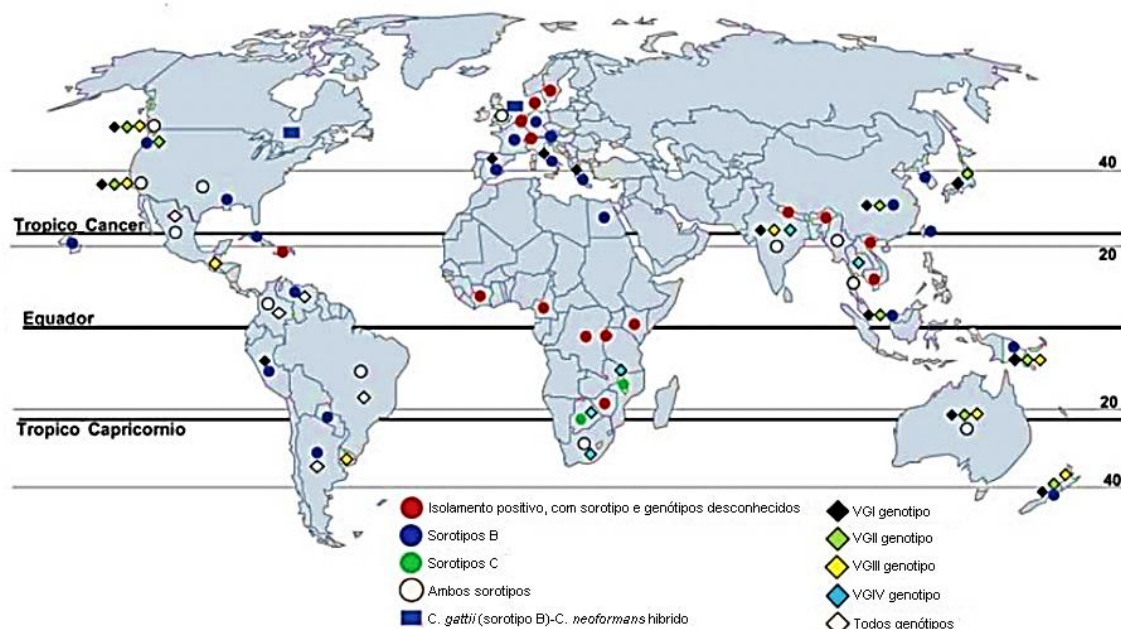 40
Tropico Cancer
20
Equador
20
Tropico Capricornio
40
Isolamento positivo, com sorotipo e genótipos desconhecidos
Sorotipos B
Sorotipos C
Ambos sorotipos
C. gattii (sorotipo B)-C. neoformans hibrido
VGI genotipo
VGII genotipo
VGIII genotipo
VGIV genotipo
Todos genótipos